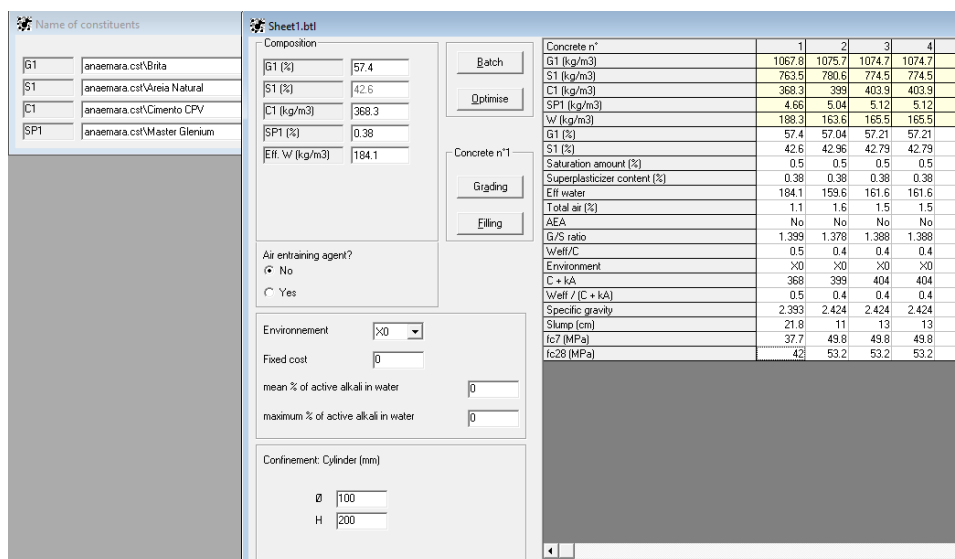 Name of constituents
G1 anaemara.cst\Brita
S1 anaemara.cst\Areia Natural
C1 anaemara.cst\Cimento CPV
SP1 anaemara.cst\Master Glenium
Sheet1.btl
Composition
G1 (%) 57.4
S1 (%) 42.6
C1 (kg/m3) 368.3
SP1 (%) 0.38
Eff. W (kg/m3) 184.1
Air entraining agent?
No
Yes
Batch
Optimise
Concrete n°1
Grading
Filling
Environnement X0
Fixed cost 0
mean % of active alkali in water 0
maximum % of active alkali in water 0
Confinement: Cylinder (mm)
Ø 100
H 200
Concrete n° 1 2 3 4
G1 (kg/m3) 1067.8 1075.7 1074.7 1074.7
S1 (kg/m3) 763.5 780.6 774.5 774.5
C1 (kg/m3) 368.3 399 403.9 403.9
SP1 (kg/m3) 4.66 5.04 5.12 5.12
W (kg/m3) 188.3 163.6 165.5 165.5
G1 (%) 57.4 57.04 57.21 57.21
S1 (%) 42.6 42.96 42.79 42.79
Saturation amount (%) 0.5 0.5 0.5 0.5
Superplasticizer content (%) 0.38 0.38 0.38 0.38
Eff water 184.1 159.6 161.6 161.6
Total air (%) 1.1 1.6 1.5 1.5
AEA No No No No
G/S ratio 1.399 1.378 1.388 1.388
Weff/C 0.5 0.4 0.4 0.4
Environment X0 X0 X0 X0
C + kA 368 399 404 404
Weff / (C + kA) 0.5 0.4 0.4 0.4
Specific gravity 2.393 2.424 2.424 2.424
Slump (cm) 21.8 11 13 13
fc7 (MPa) 37.7 49.8 49.8 49.8
fc28 (MPa) 42 53.2 53.2 53.2